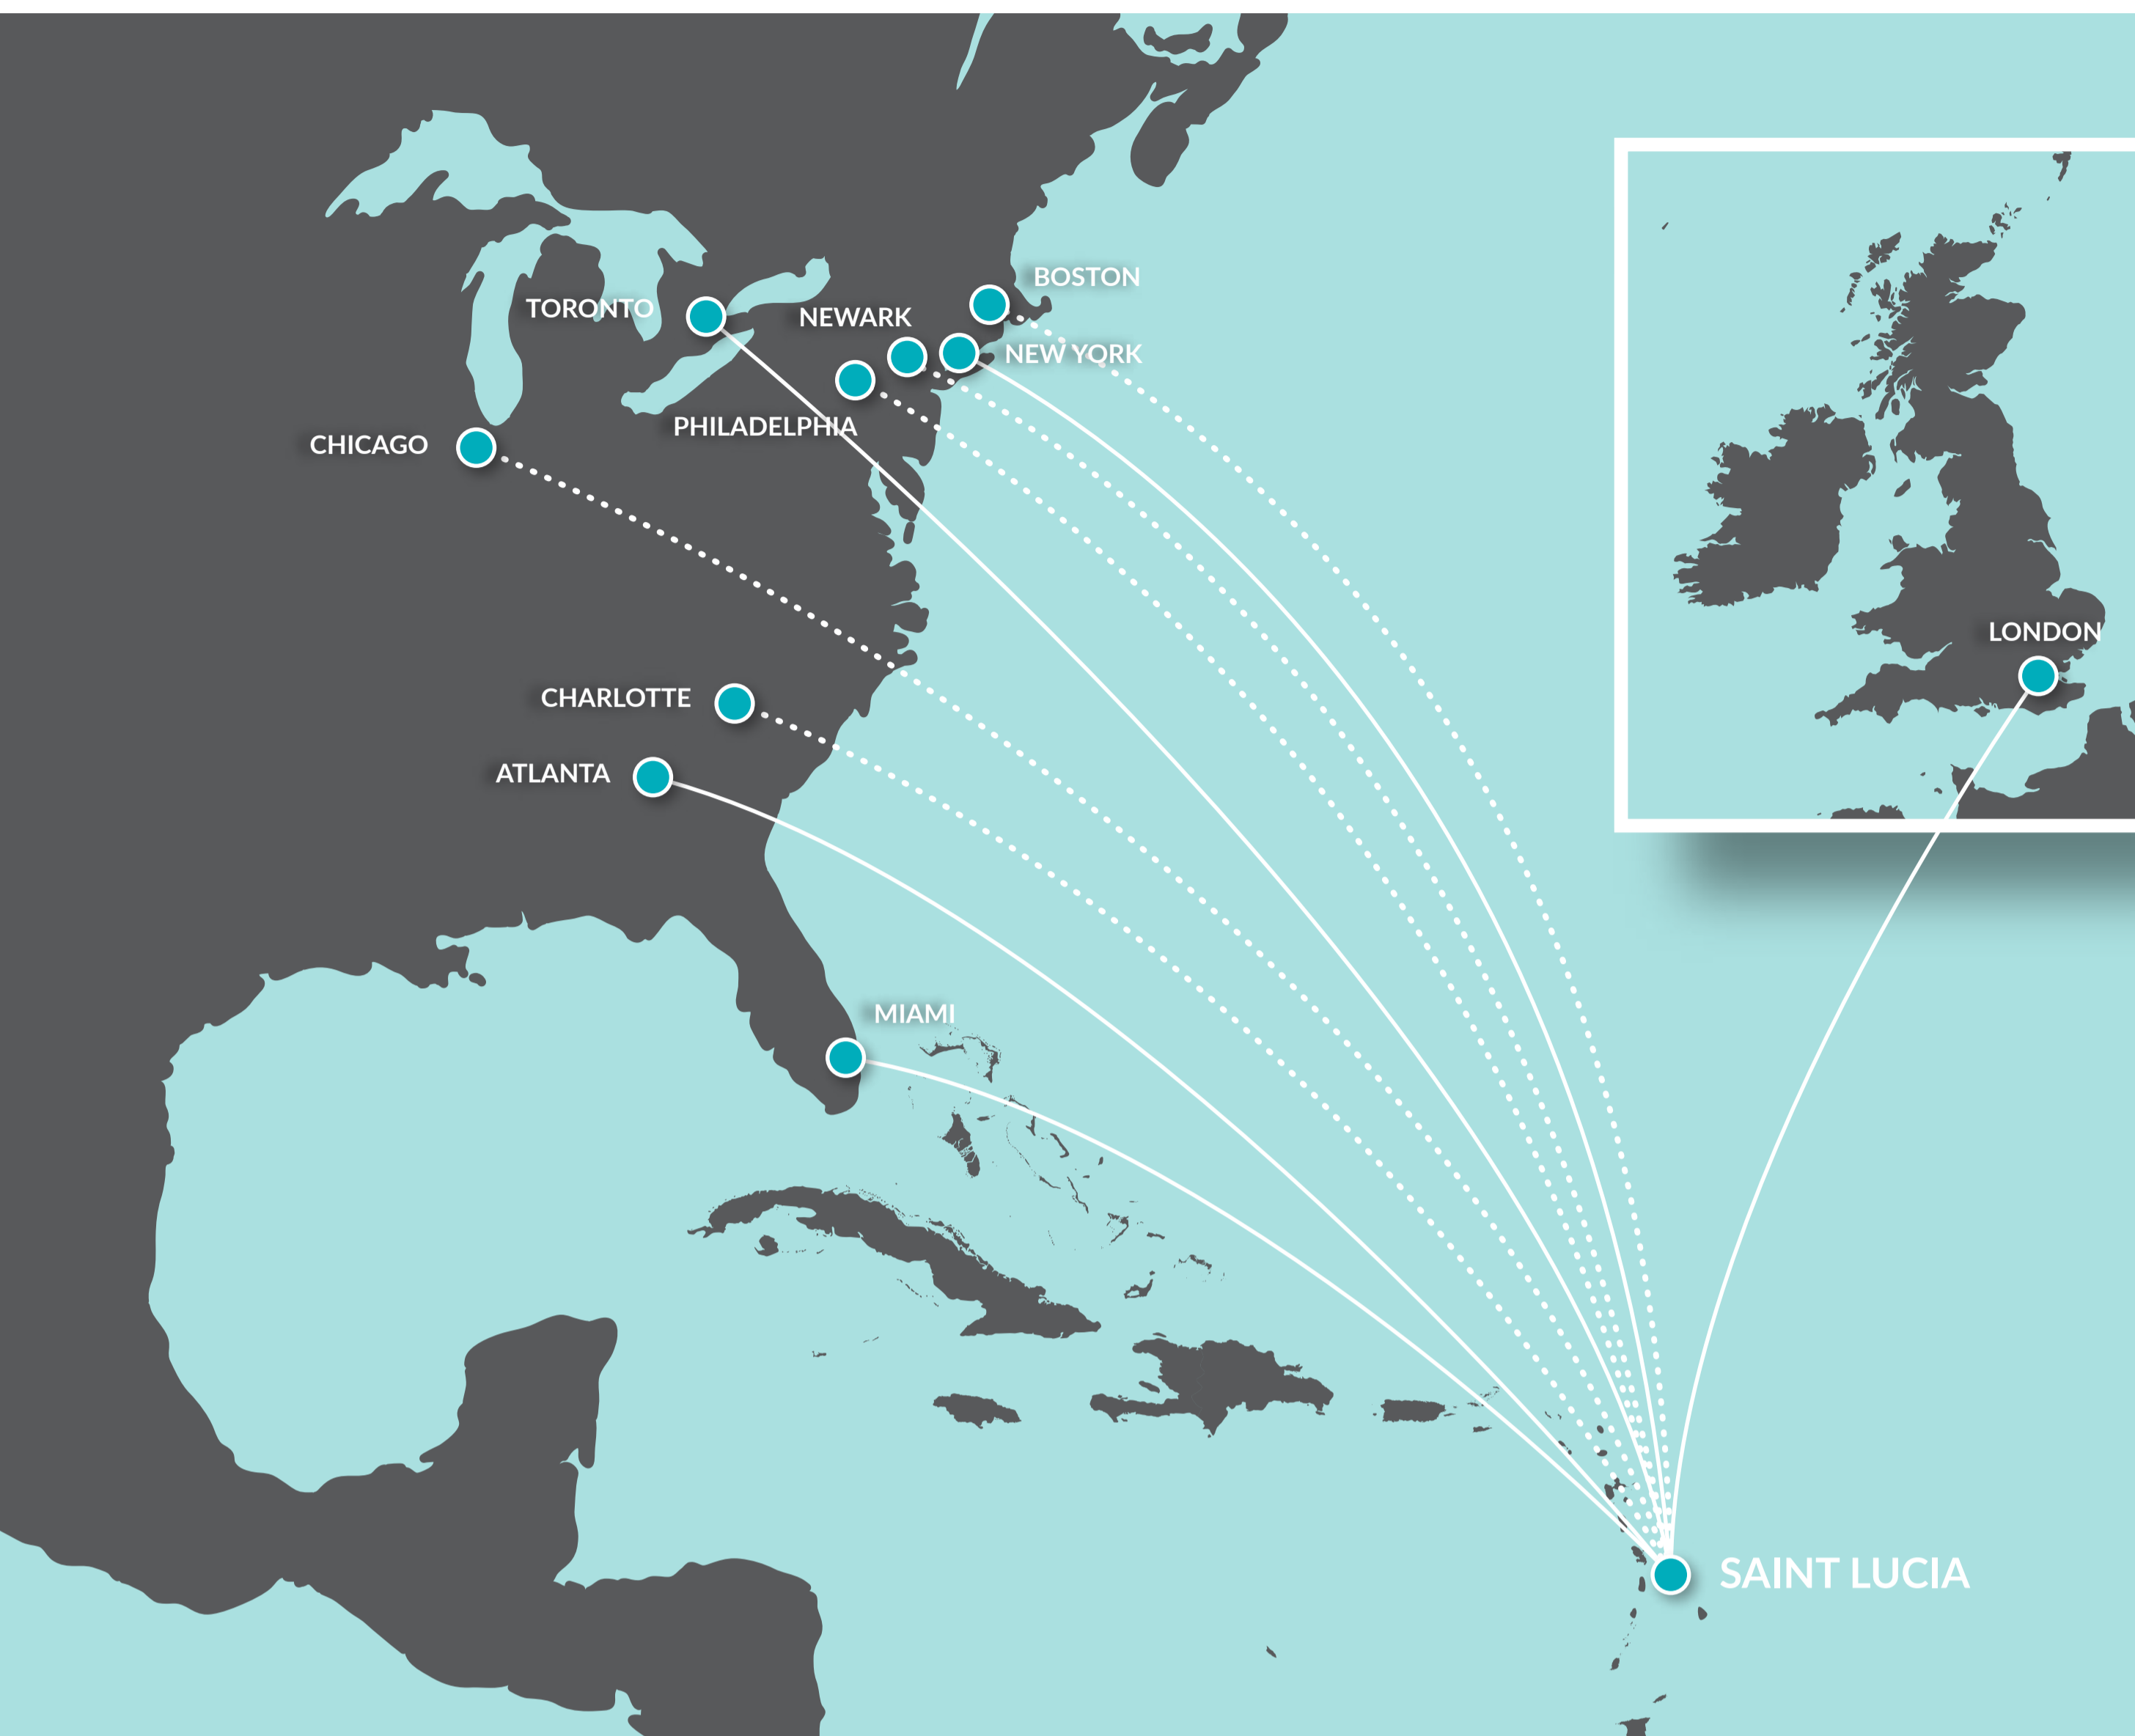 BOSTON
TORONTO
NEWARK
NEW YORK
PHILADELPHIA
CHICAGO
LONDON
CHARLOTTE
ATLANTA
MIAMI
SAINT LUCIA